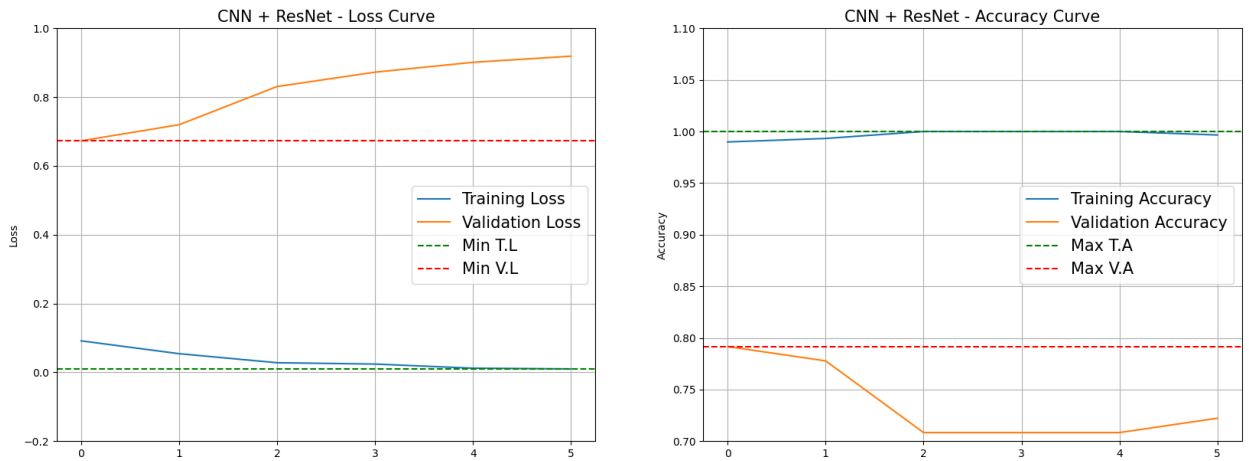 CNN + ResNet - Loss Curve
1.0
0.8
0.6
0.4
0.2
0.0
-0.2
Loss
0 1 2 3 4 5
Training Loss
Validation Loss
Min T.L
Min V.L
CNN + ResNet - Accuracy Curve
1.10
1.05
1.00
0.95
0.90
0.85
0.80
0.75
0.70
Accuracy
0 1 2 3 4 5
Training Accuracy
Validation Accuracy
Max T.A
Max V.A